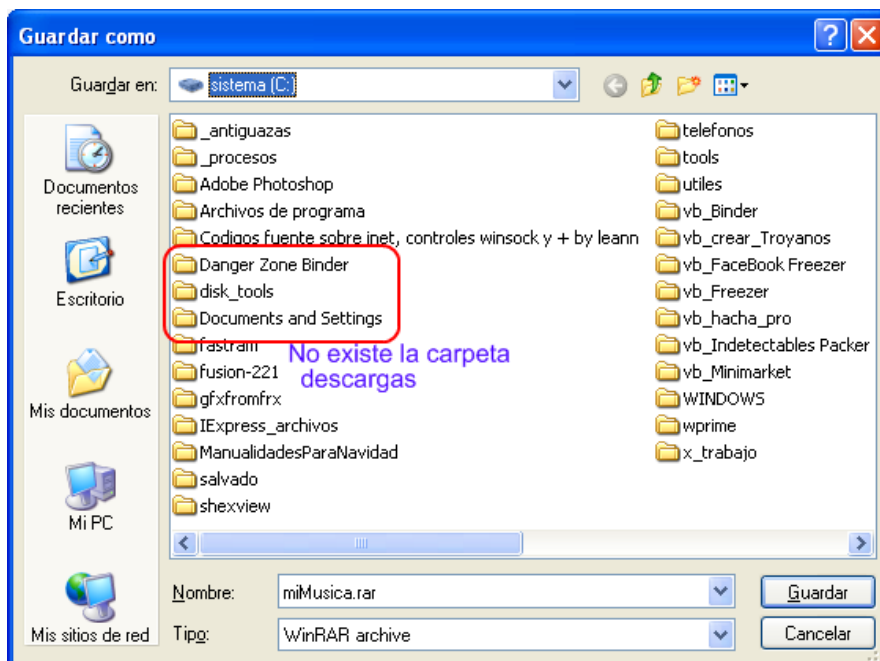 Guardar como
Guardar en:
sistema (C:)
Documentos
recientes
Escritorio
Mis documentos
Mi PC
Mis sitios de red
_antiguazas
_procesos
Adobe Photoshop
Archivos de programa
Codigos fuente sobre inet, controles winsock y + by leann
Danger Zone Binder
disk_tools
Documents and Settings
fastram
fusion-221
gfxfromfrx
IExpress_archivos
ManualidadesParaNavidad
salvado
shexview
No existe la carpeta
descargas
telefonos
tools
utiles
vb_Binder
vb_crear_Troyanos
vb_FaceBook Freezer
vb_Freezer
vb_hacha_pro
vb_Indetectables Packer
vb_Minimarket
WINDOWS
wprime
x_trabajo
Nombre:
miMusica.rar
Guardar
Tipo:
WinRAR archive
Cancelar